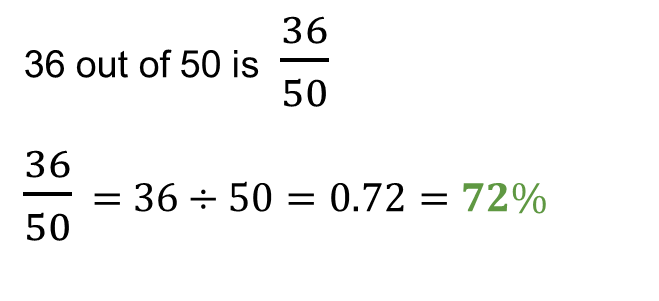 36 out of 50 is 36/50
36/50 = 36 ÷ 50 = 0.72 = 72%